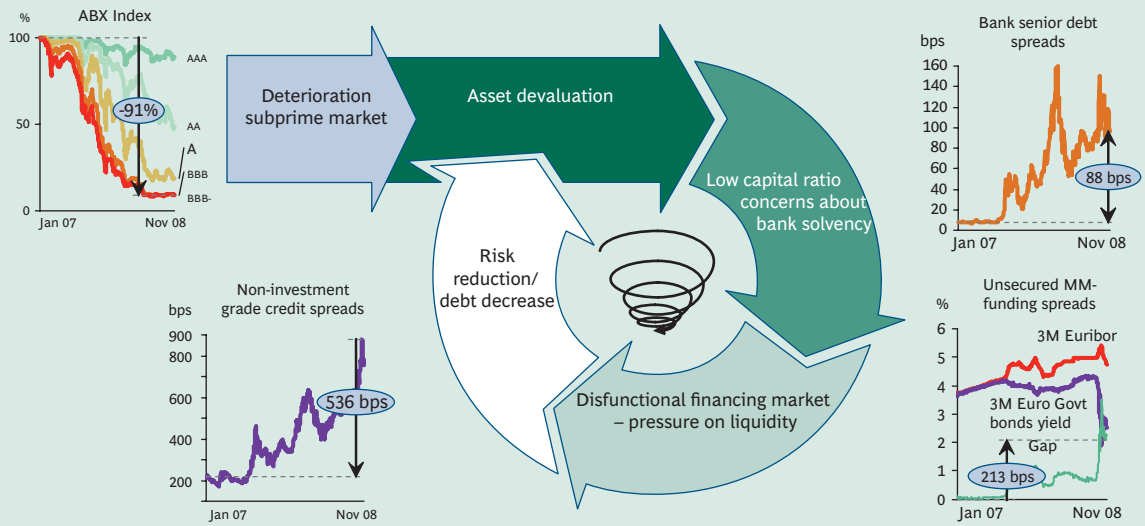 ABX Index
%
100
50
0
-91%
AAA
AA
A
BBB
BBB-
Jan 07
Nov 08
Deterioration
subprime market
Asset devaluation
Low capital ratio
concerns about
bank solvency
Disfunctional financing market
– pressure on liquidity
Risk
reduction/
debt decrease
Bank senior debt
spreads
bps
160
140
120
100
80
60
40
20
0
88 bps
Jan 07
Nov 08
Non-investment
grade credit spreads
bps
900
800
600
400
200
536 bps
Jan 07
Nov 08
Unsecured MM-
funding spreads
%
6
5
4
3
2
1
0
3M Euribor
3M Euro Govt
bonds yield
Gap
213 bps
Jan 07
Nov 08